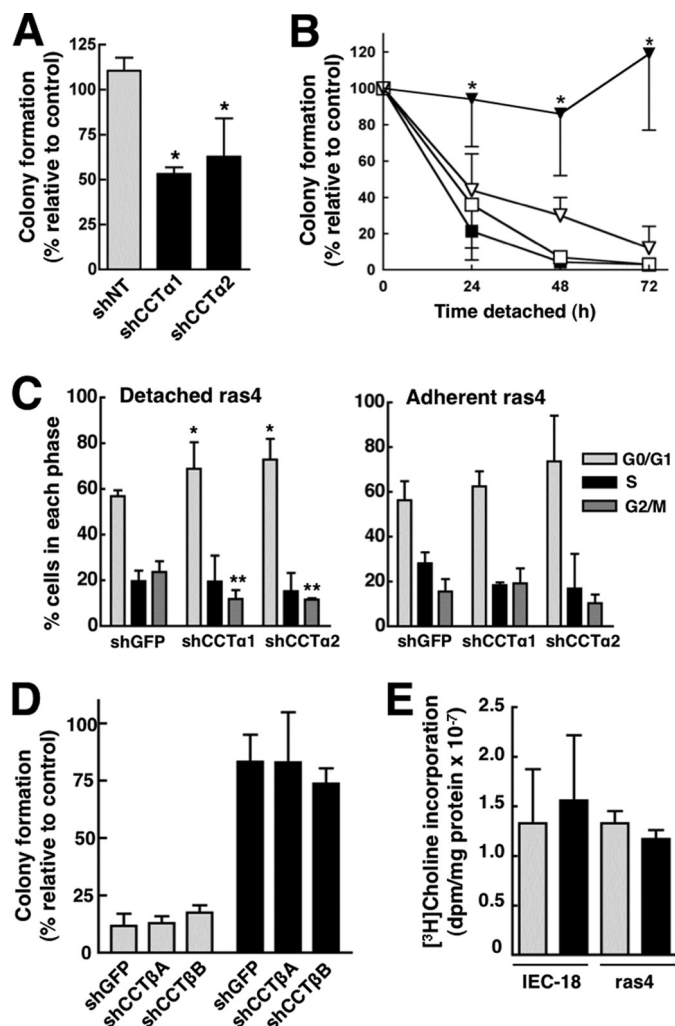 A
Colony formation
(% relative to control)
125
100
75
50
25
0
*
*
shNT
shCCTα1
shCCTα2
B
Colony formation
(% relative to control)
120
100
80
60
40
20
0
*
*
*
0
24
48
72
Time detached (h)
C
% cells in each phase
Detached ras4
100
80
60
40
20
0
*
**
*
**
shGFP
shCCTα1
shCCTα2
Adherent ras4
100
80
60
40
20
0
shGFP
shCCTα1
shCCTα2
G0/G1
S
G2/M
D
Colony formation
(% relative to control)
100
75
50
25
0
shGFP
shCCTβA
shCCTβB
shGFP
shCCTβA
shCCTβB
E
[³H]Choline incorporation
(dpm/mg protein x 10⁻⁷)
2.5
2.0
1.5
1.0
0.5
0
IEC-18
ras4